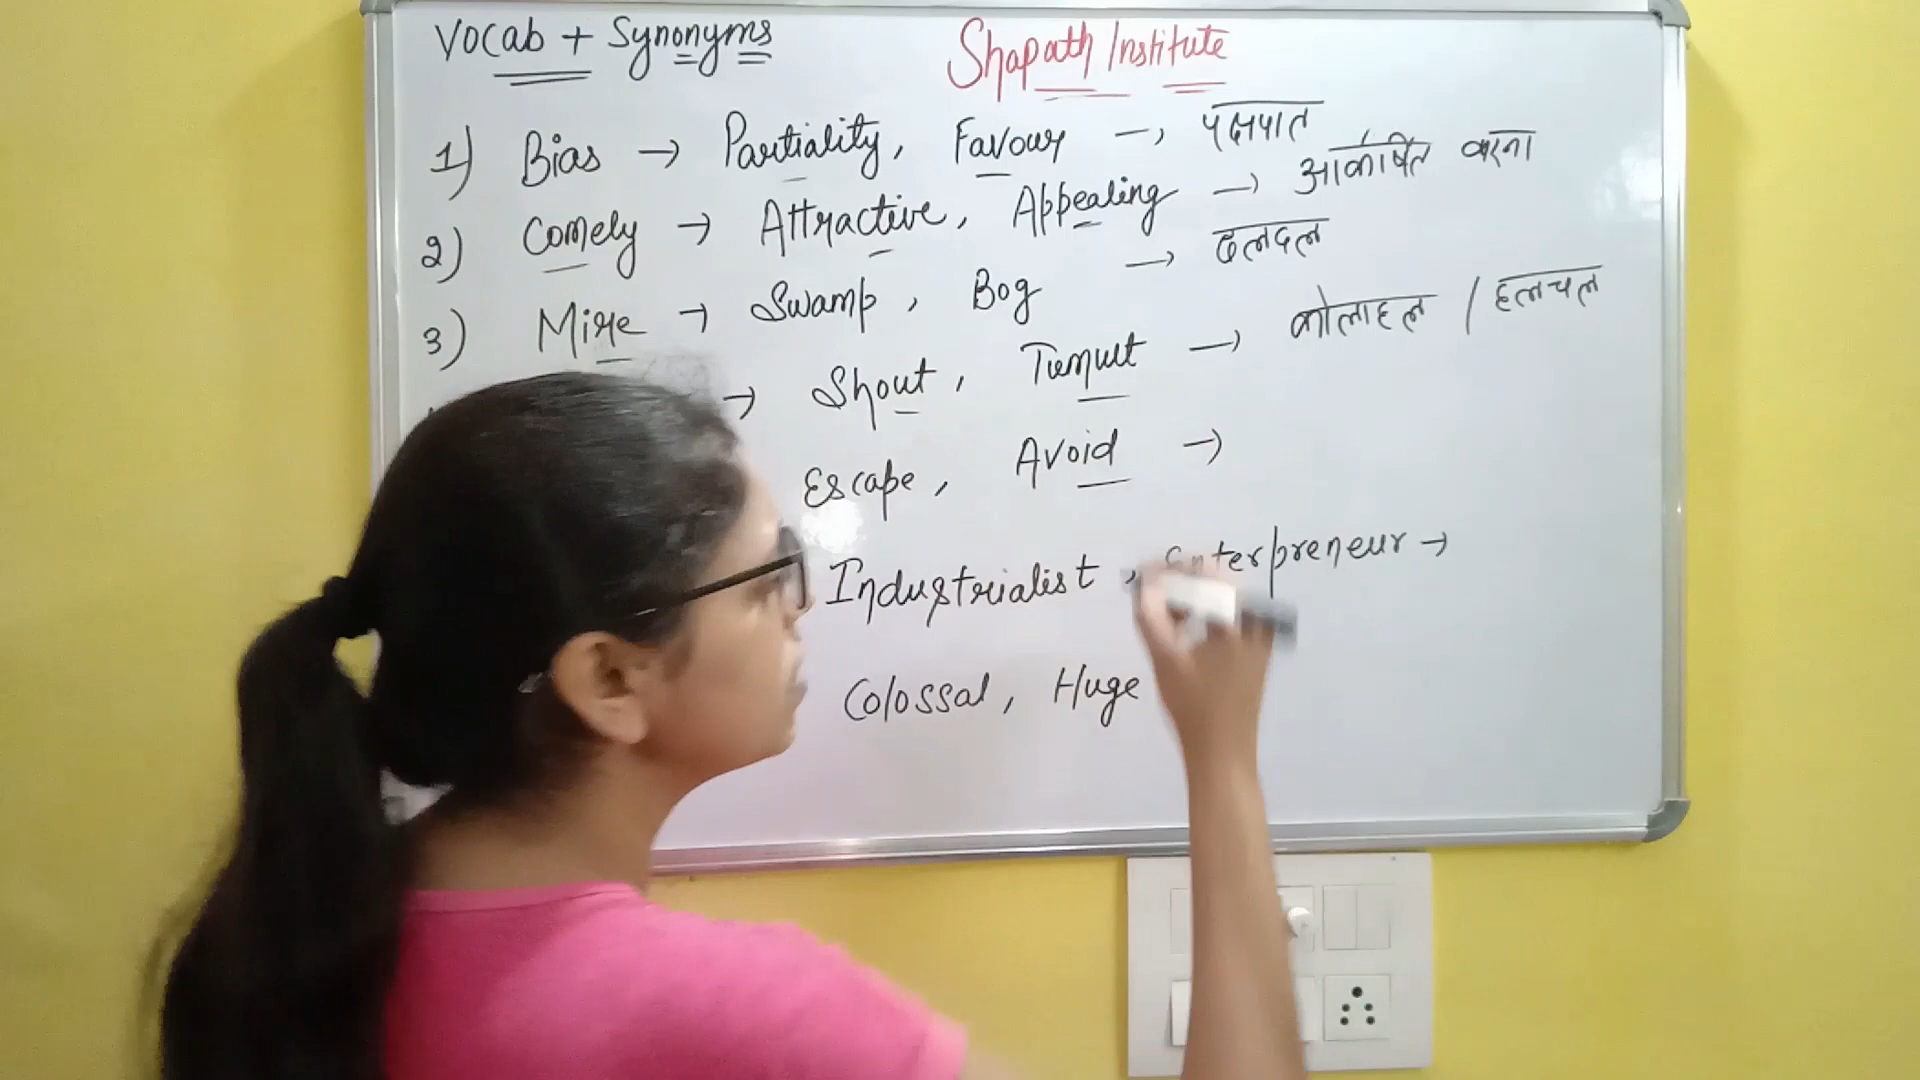 Vocab + Synonyms
Shapath Institute
1) Bias → Partiality, Favour → पक्षपात
2) Comely → Attractive, Appealing → आकर्षित करना
3) Mire → Swamp, Bog → दलदल
→ Shout, Tumult → कोलाहल / हलचल
Escape, Avoid →
Industrialist, Enterpreneur →
Colossal, Huge